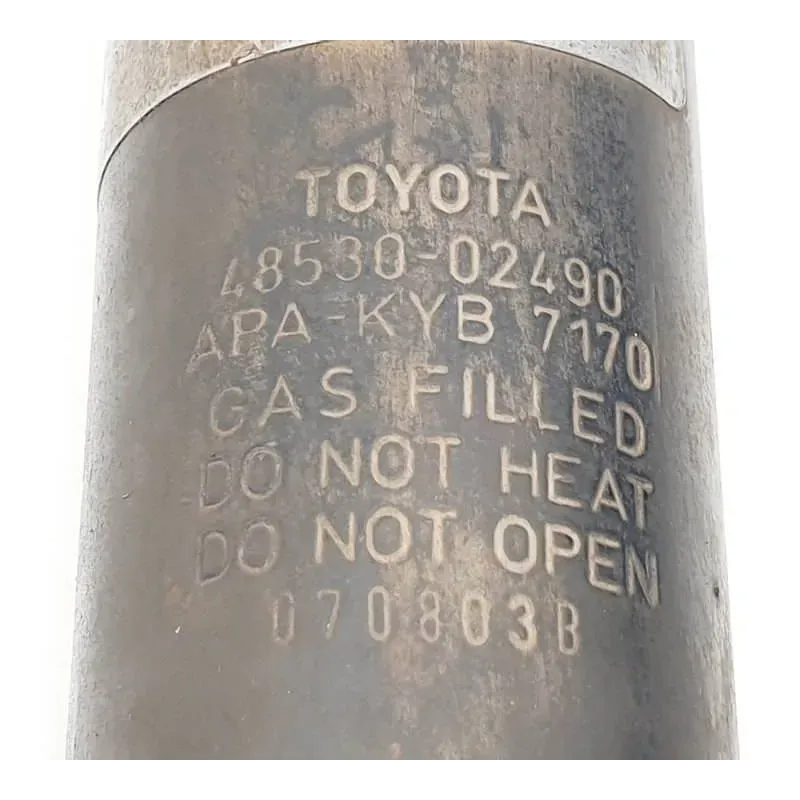 TOYOTA
48530-02490
APA-KYB 7170
GAS FILLED
DO NOT HEAT
DO NOT OPEN
070803B